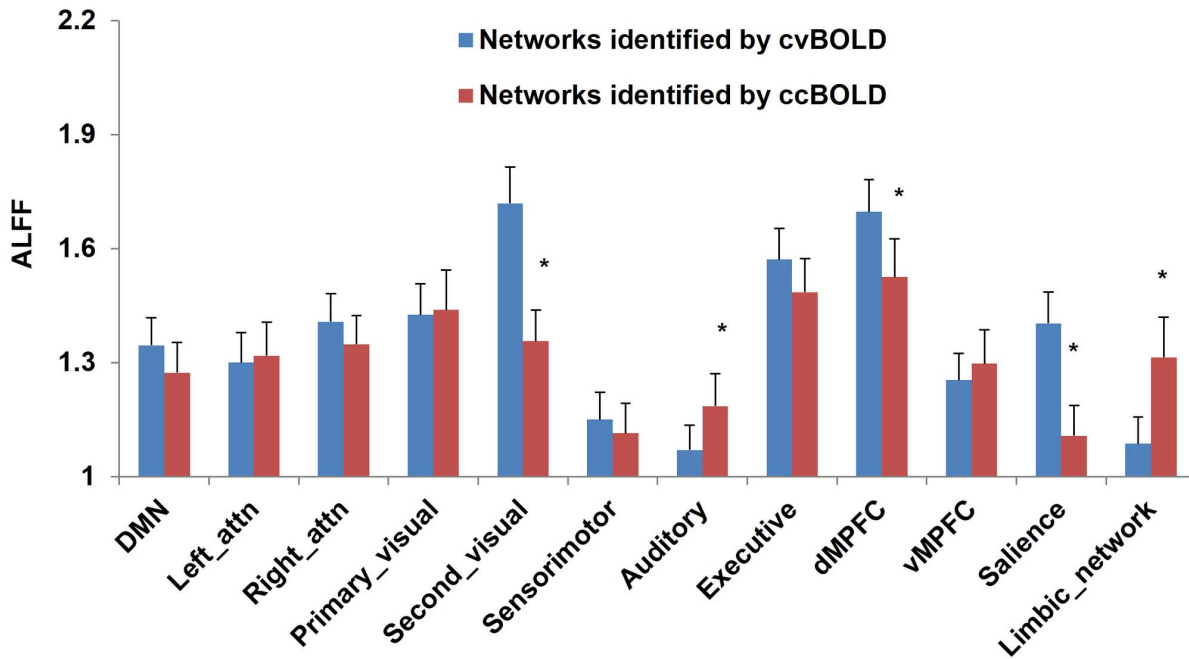 2.2
1.9
1.6
1.3
1
ALFF
Networks identified by cvBOLD
Networks identified by ccBOLD
*
*
*
*
*
DMN
Left_attn
Right_attn
Primary_visual
Second_visual
Sensorimotor
Auditory
Executive
dMPFC
vMPFC
Salience
Limbic_network